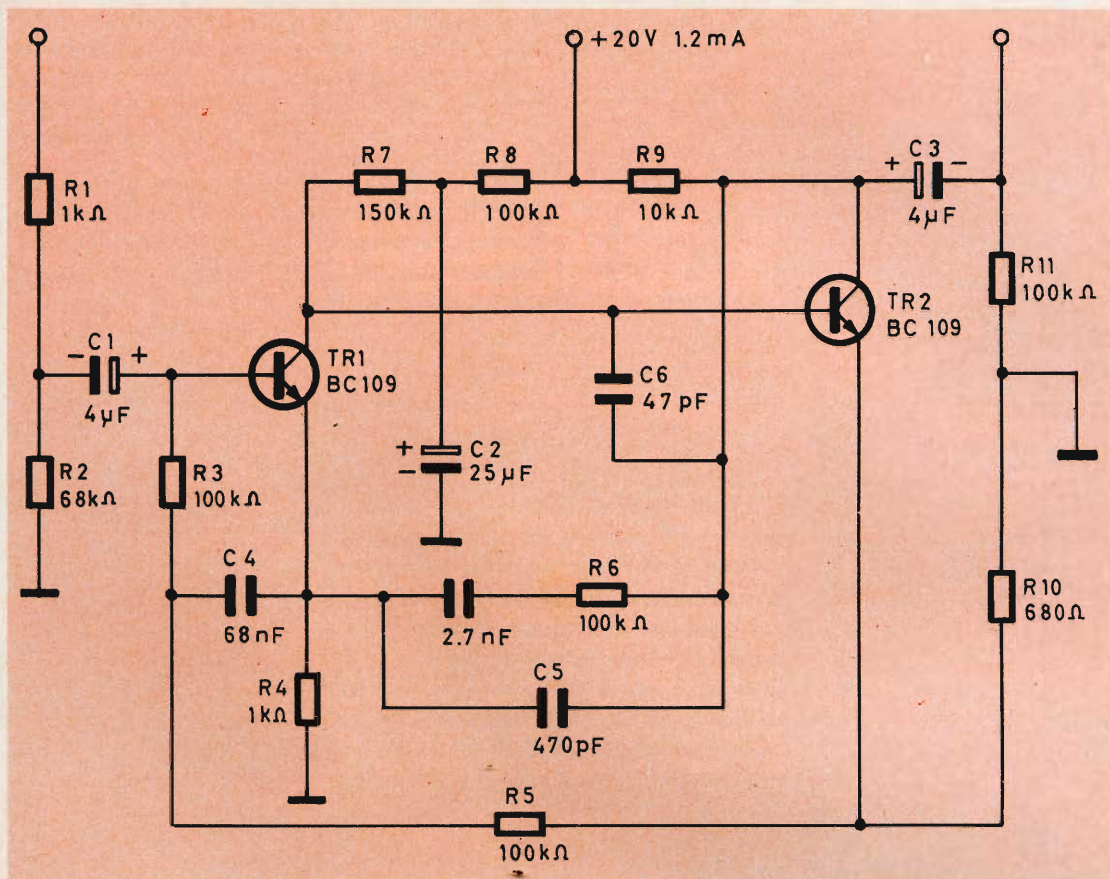 +20V 1.2mA
R1
1kΩ
R7
150kΩ
R8
100kΩ
R9
10kΩ
+ C3 -
4µF
R11
100kΩ
TR2
BC 109
- C1 +
4µF
TR1
BC109
C6
47pF
R2
68kΩ
R3
100kΩ
+ C2
- 25µF
C4
68nF
2.7nF
R6
100kΩ
R10
680Ω
R4
1kΩ
C5
470pF
R5
100kΩ